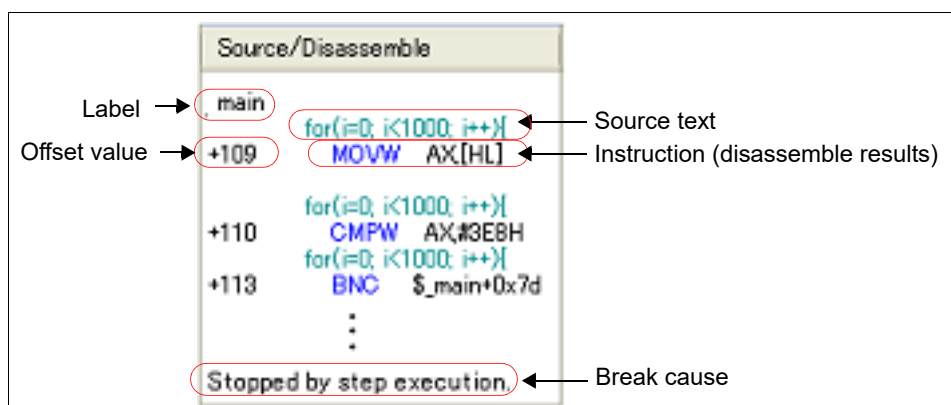 Source/Disassemble
Label
_main
for(i=0; i<1000; i++){
Source text
Offset value
+109 MOVW AX,[HL]
Instruction (disassemble results)
for(i=0; i<1000; i++){
+110 CMPW AX,#3E8H
for(i=0; i<1000; i++){
+113 BNC $_main+0x7d
Stopped by step execution.
Break cause